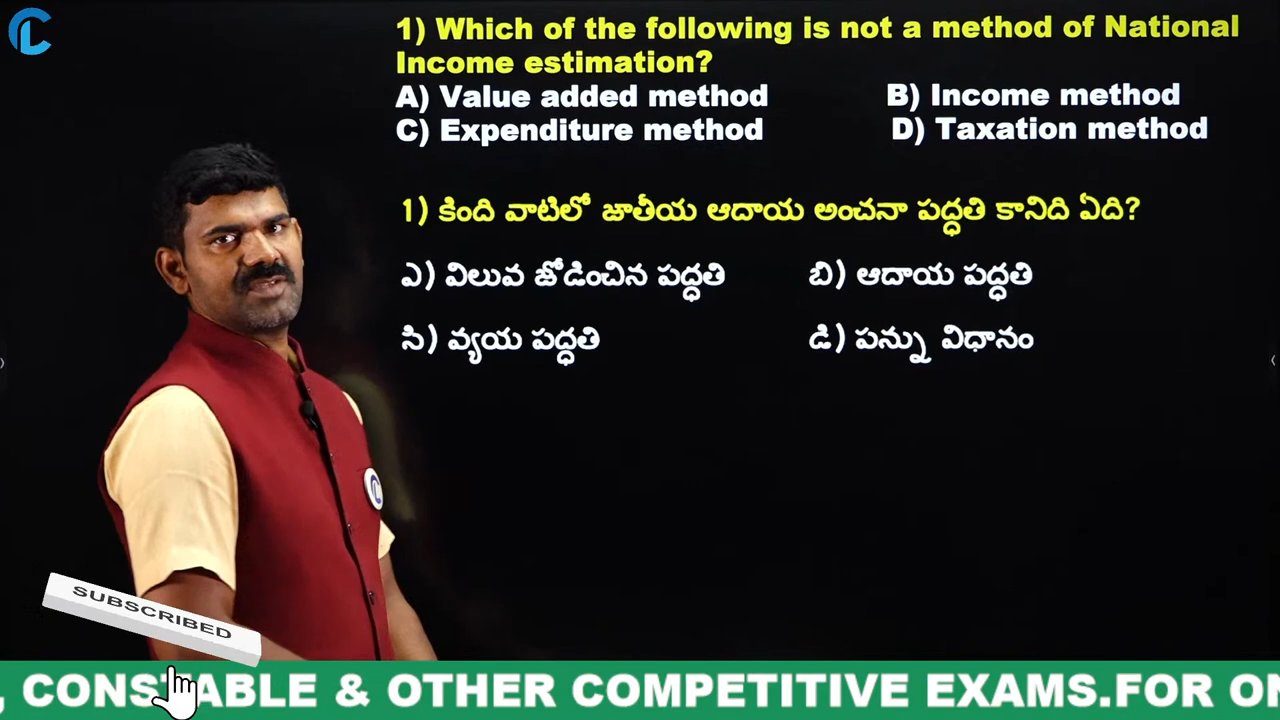 1) Which of the following is not a method of National
Income estimation?
A) Value added method B) Income method
C) Expenditure method D) Taxation method
1) కింది వాటిలో జాతీయ ఆదాయ అంచనా పద్ధతి కానిది ఏది?
ఎ) విలువ జోడించిన పద్ధతి బి) ఆదాయ పద్ధతి
సి) వ్యయ పద్ధతి డి) పన్ను విధానం
SUBSCRIBED
, CONSTABLE & OTHER COMPETITIVE EXAMS.FOR